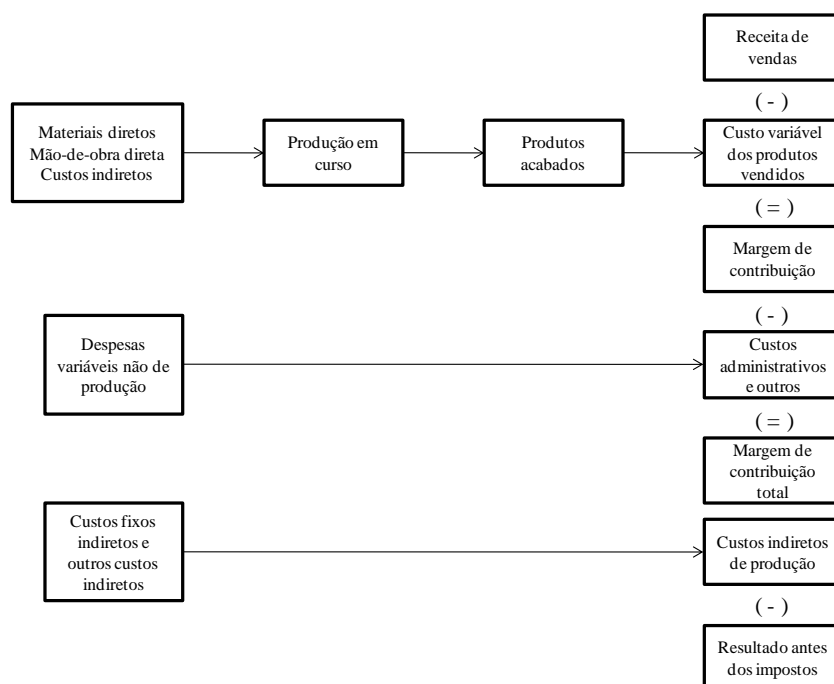 Receita de
vendas
( - )
Materiais diretos
Mão-de-obra direta
Custos indiretos
Produção em
curso
Produtos
acabados
Custo variável
dos produtos
vendidos
( = )
Margem de
contribuição
( - )
Despesas
variáveis não de
produção
Custos
administrativos
e outros
( = )
Margem de
contribuição
total
Custos fixos
indiretos e
outros custos
indiretos
Custos indiretos
de produção
( - )
Resultado antes
dos impostos